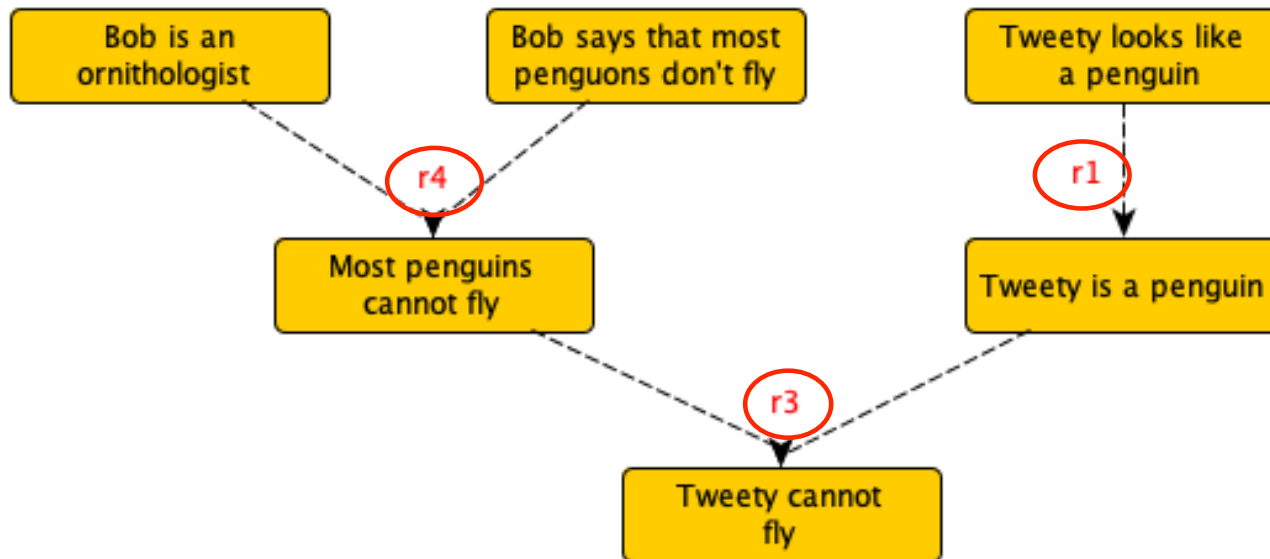 Bob is an
ornithologist
Bob says that most
penguons don't fly
Tweety looks like
a penguin
r4
r1
Most penguins
cannot fly
Tweety is a penguin
r3
Tweety cannot
fly